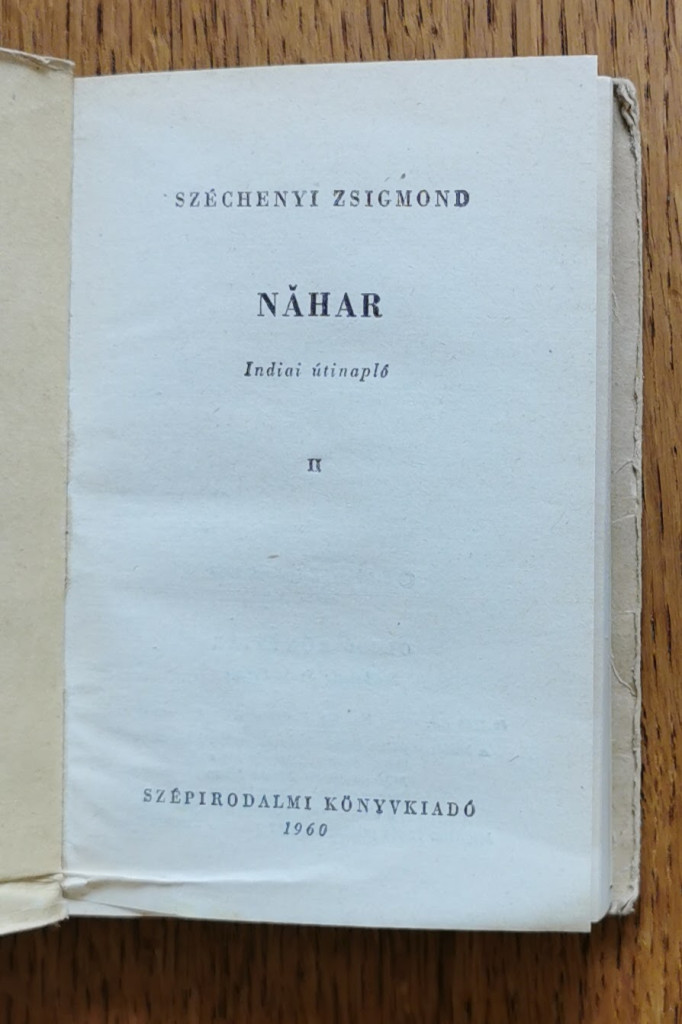 SZÉCHENYI ZSIGMOND
NĂHAR
Indiai útinapló
II
SZÉPIRODALMI KÖNYVKIADÓ
1960